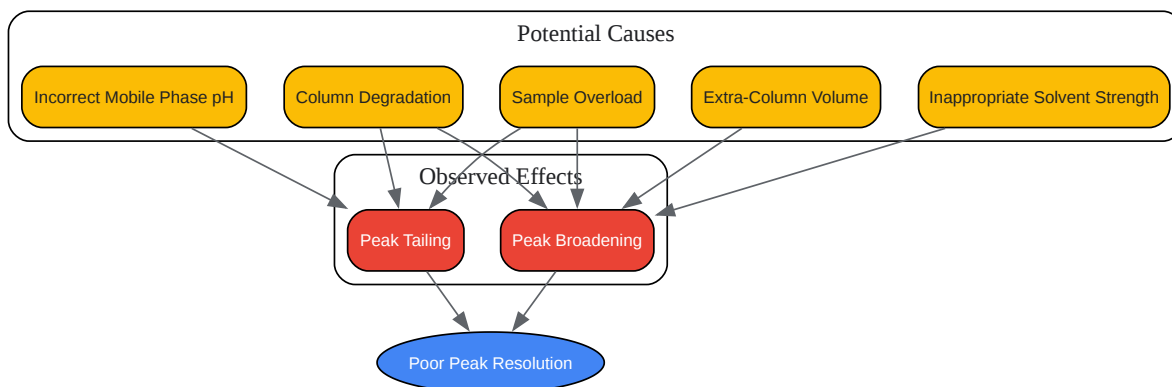 Potential Causes
Incorrect Mobile Phase pH
Column Degradation
Sample Overload
Extra-Column Volume
Inappropriate Solvent Strength
Observed Effects
Peak Tailing
Peak Broadening
Poor Peak Resolution